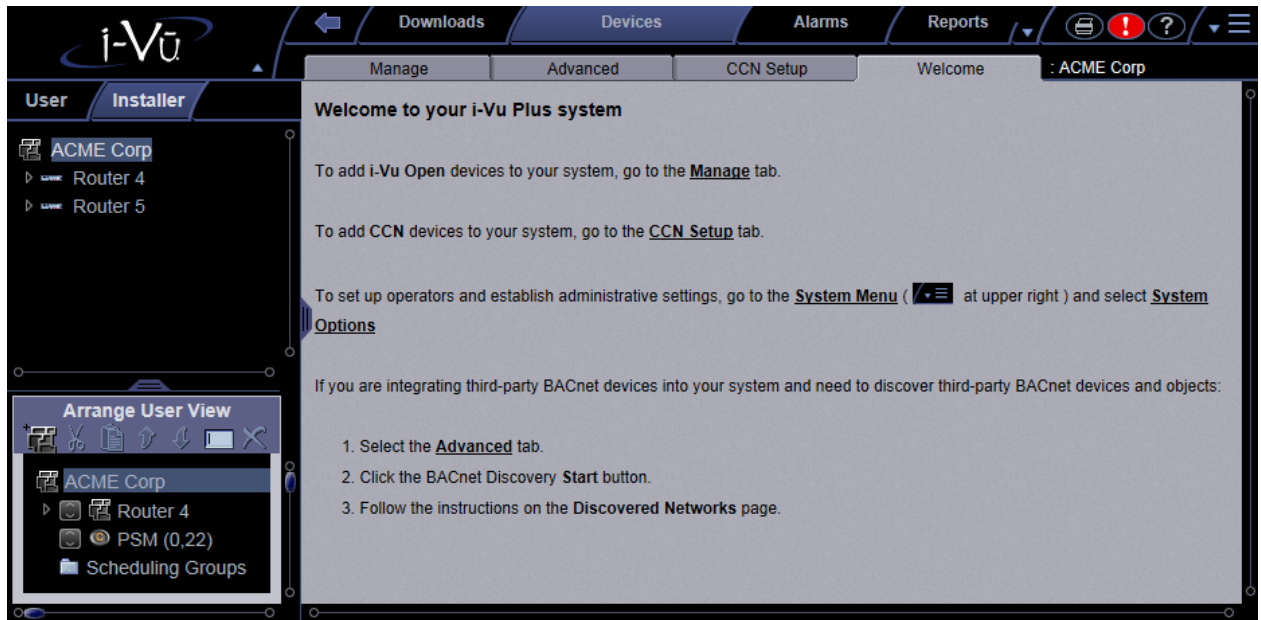 i-Vū
Downloads
Devices
Alarms
Reports
Manage
Advanced
CCN Setup
Welcome
: ACME Corp
User
Installer
ACME Corp
Router 4
Router 5
Arrange User View
ACME Corp
Router 4
PSM (0,22)
Scheduling Groups
Welcome to your i-Vu Plus system
To add i-Vu Open devices to your system, go to the Manage tab.
To add CCN devices to your system, go to the CCN Setup tab.
To set up operators and establish administrative settings, go to the System Menu ( at upper right ) and select System
Options
If you are integrating third-party BACnet devices into your system and need to discover third-party BACnet devices and objects:
1. Select the Advanced tab.
2. Click the BACnet Discovery Start button.
3. Follow the instructions on the Discovered Networks page.